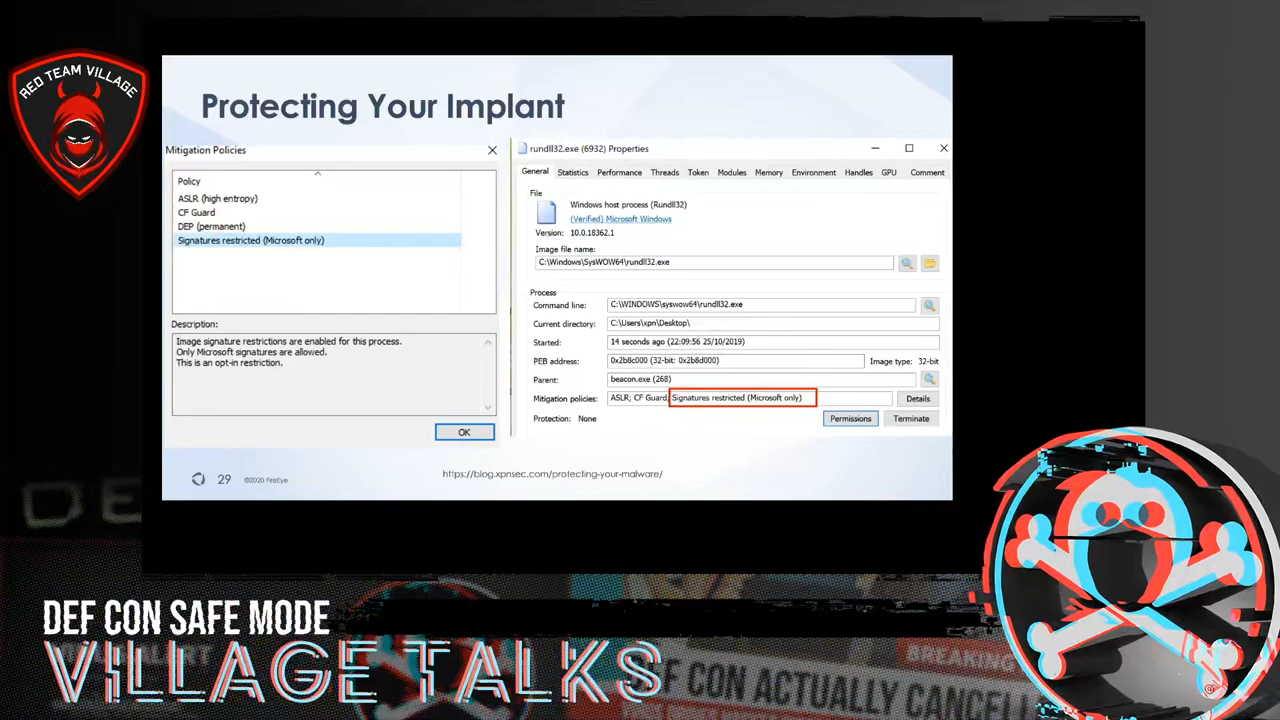 RED TEAM VILLAGE
Protecting Your Implant
Mitigation Policies
Policy
ASLR (high entropy)
CF Guard
DEP (permanent)
Signatures restricted (Microsoft only)
Description:
Image signature restrictions are enabled for this process.
Only Microsoft signatures are allowed.
This is an opt-in restriction.
OK
rundll32.exe (6932) Properties
General Statistics Performance Threads Token Modules Memory Environment Handles GPU Comment
File
Windows host process (Rundll32)
(Verified) Microsoft Windows
Version: 10.0.18362.1
Image file name:
C:\Windows\SysWOW64\rundll32.exe
Process
Command line: C:\WINDOWS\syswow64\rundll32.exe
Current directory: C:\Users\xpn\Desktop\
Started: 14 seconds ago (22:09:56 25/10/2019)
PEB address: 0x2b8c000 (32-bit: 0x2b8d000) Image type: 32-bit
Parent: beacon.exe (268)
Mitigation policies: ASLR; CF Guard; Signatures restricted (Microsoft only) Details
Protection: None Permissions Terminate
29 ©2020 FireEye
https://blog.xpnsec.com/protecting-your-malware/
DEF CON SAFE MODE
VILLAGE TALKS
BREAKING
DEF CON ACTUALLY CANCEL